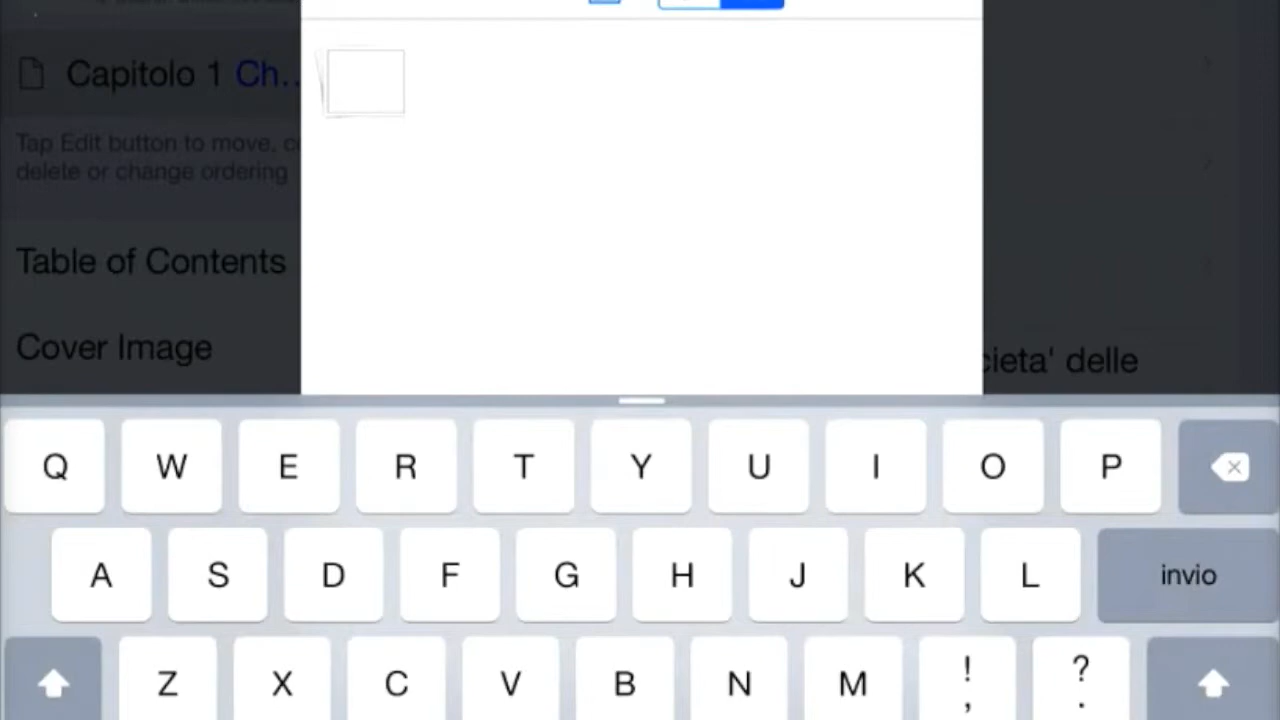 Capitolo 1 Ch...
Tap Edit button to move, c
delete or change ordering
Table of Contents
Cover Image
cieta' delle
Q W E R T Y U I O P
A S D F G H J K L invio
Z X C V B N M ! , ? .